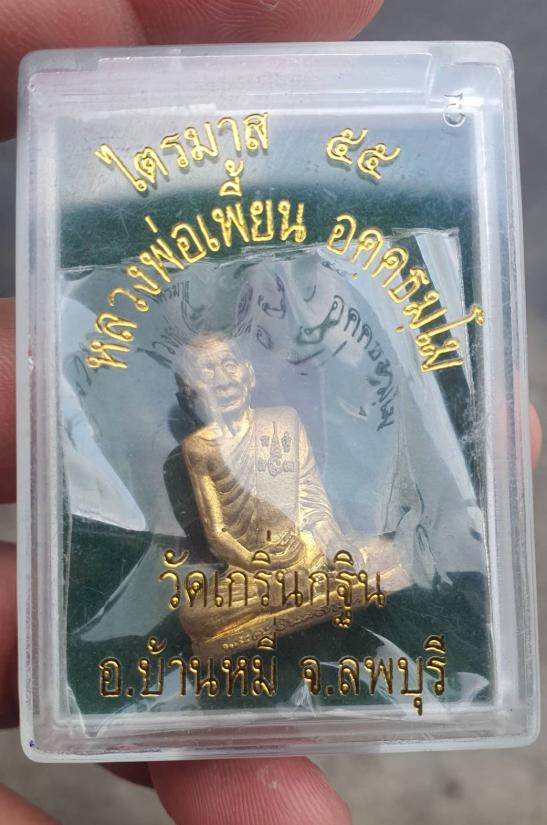 ไตรมาส ๕๕
หลวงพ่อเพี้ยน อคฺคธมฺโม
วัดเกริ่นกฐิน
อ.บ้านหมี่ จ.ลพบุรี